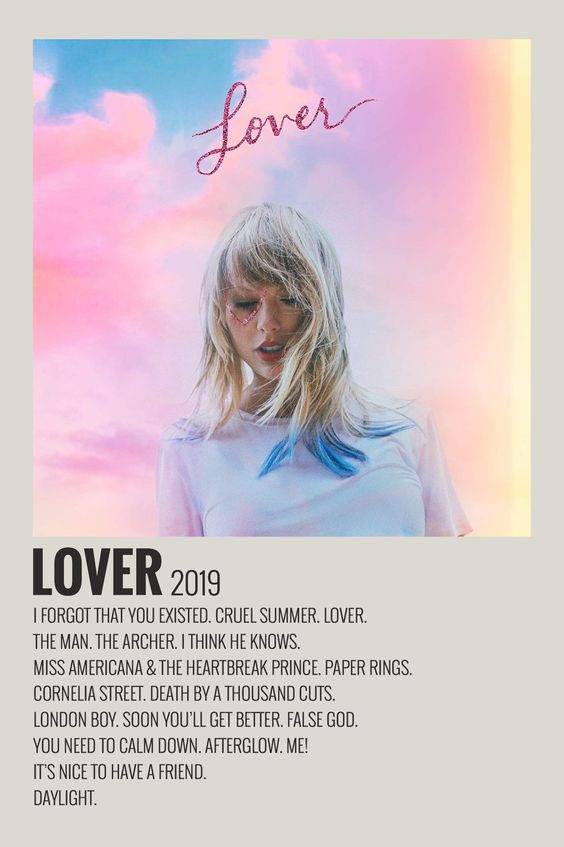 Lover
LOVER 2019
I FORGOT THAT YOU EXISTED. CRUEL SUMMER. LOVER.
THE MAN. THE ARCHER. I THINK HE KNOWS.
MISS AMERICANA & THE HEARTBREAK PRINCE. PAPER RINGS.
CORNELIA STREET. DEATH BY A THOUSAND CUTS.
LONDON BOY. SOON YOU'LL GET BETTER. FALSE GOD.
YOU NEED TO CALM DOWN. AFTERGLOW. ME!
IT'S NICE TO HAVE A FRIEND.
DAYLIGHT.